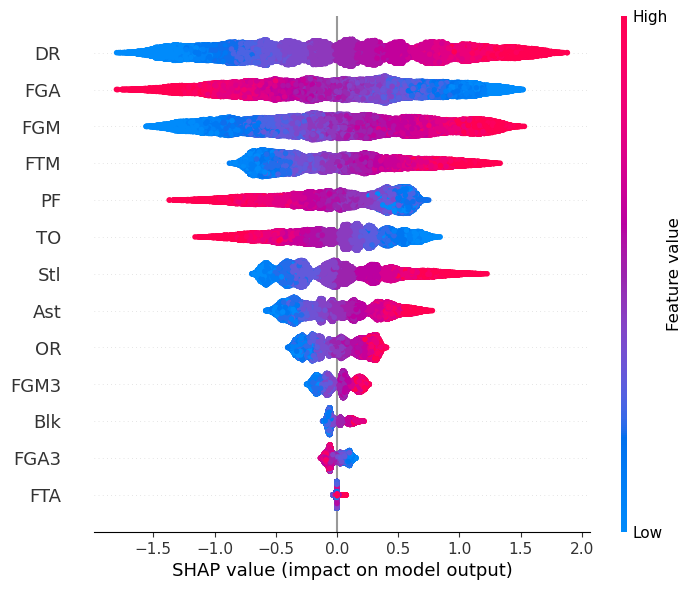 High
DR
FGA
FGM
FTM
PF
TO
Stl
Ast
OR
FGM3
Blk
FGA3
FTA
Feature value
Low
−1.5 −1.0 −0.5 0.0 0.5 1.0 1.5 2.0
SHAP value (impact on model output)